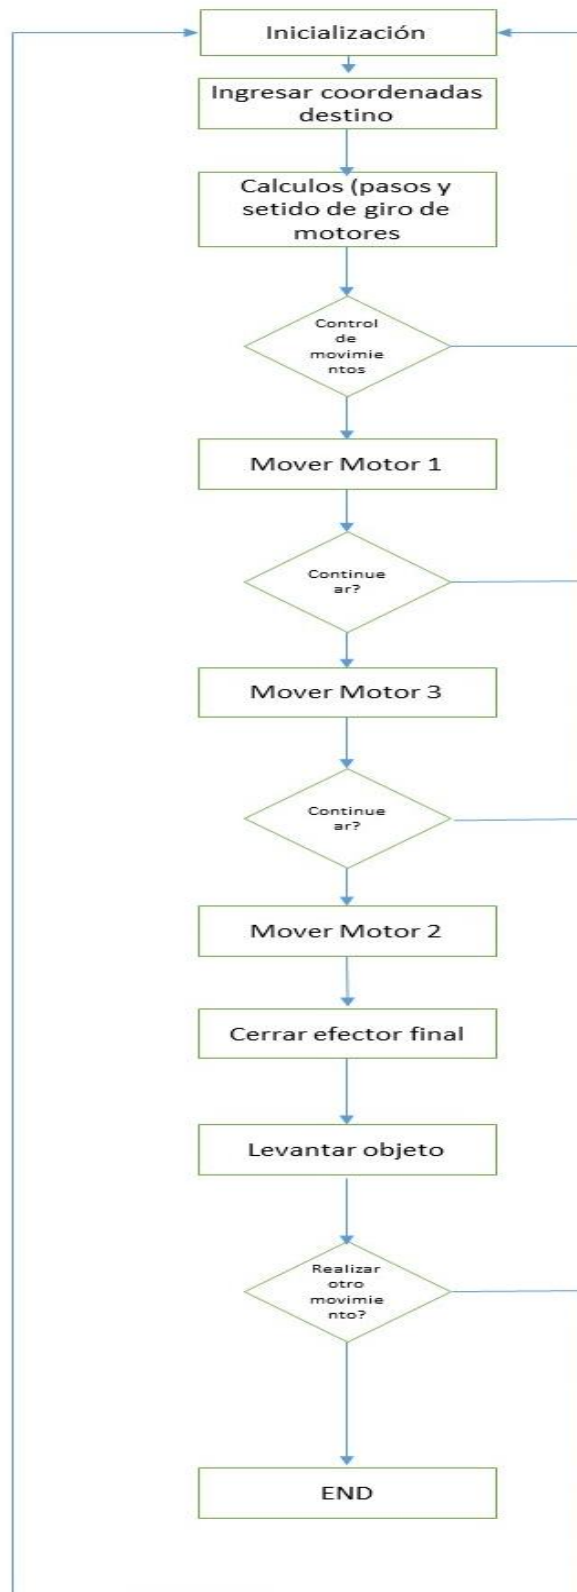 Inicialización
Ingresar coordenadas
destino
Calculos (pasos y
setido de giro de
motores
Control
de
movimie
ntos
Mover Motor 1
Continue
ar?
Mover Motor 3
Continue
ar?
Mover Motor 2
Cerrar efector final
Levantar objeto
Realizar
otro
movimie
nto?
END